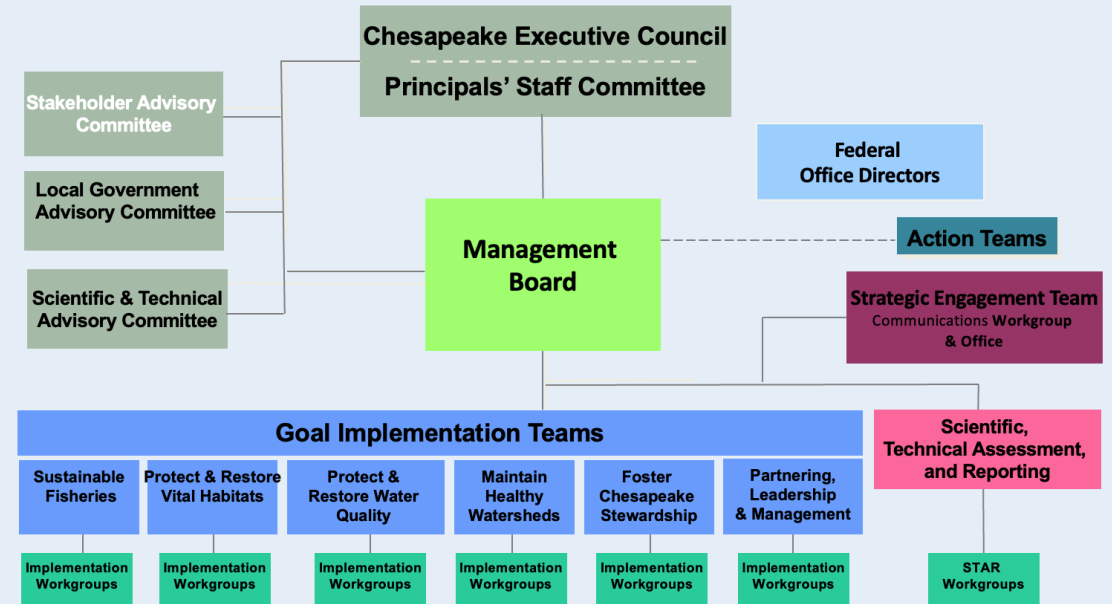 Chesapeake Executive Council
Principals’ Staff Committee
Stakeholder Advisory
Committee
Local Government
Advisory Committee
Scientific & Technical
Advisory Committee
Federal
Office Directors
Management
Board
Action Teams
Strategic Engagement Team
Communications Workgroup
& Office
Goal Implementation Teams
Scientific,
Technical Assessment,
and Reporting
Sustainable
Fisheries
Protect & Restore
Vital Habitats
Protect &
Restore Water
Quality
Maintain
Healthy
Watersheds
Foster
Chesapeake
Stewardship
Partnering,
Leadership
& Management
Implementation
Workgroups
Implementation
Workgroups
Implementation
Workgroups
Implementation
Workgroups
Implementation
Workgroups
Implementation
Workgroups
STAR
Workgroups